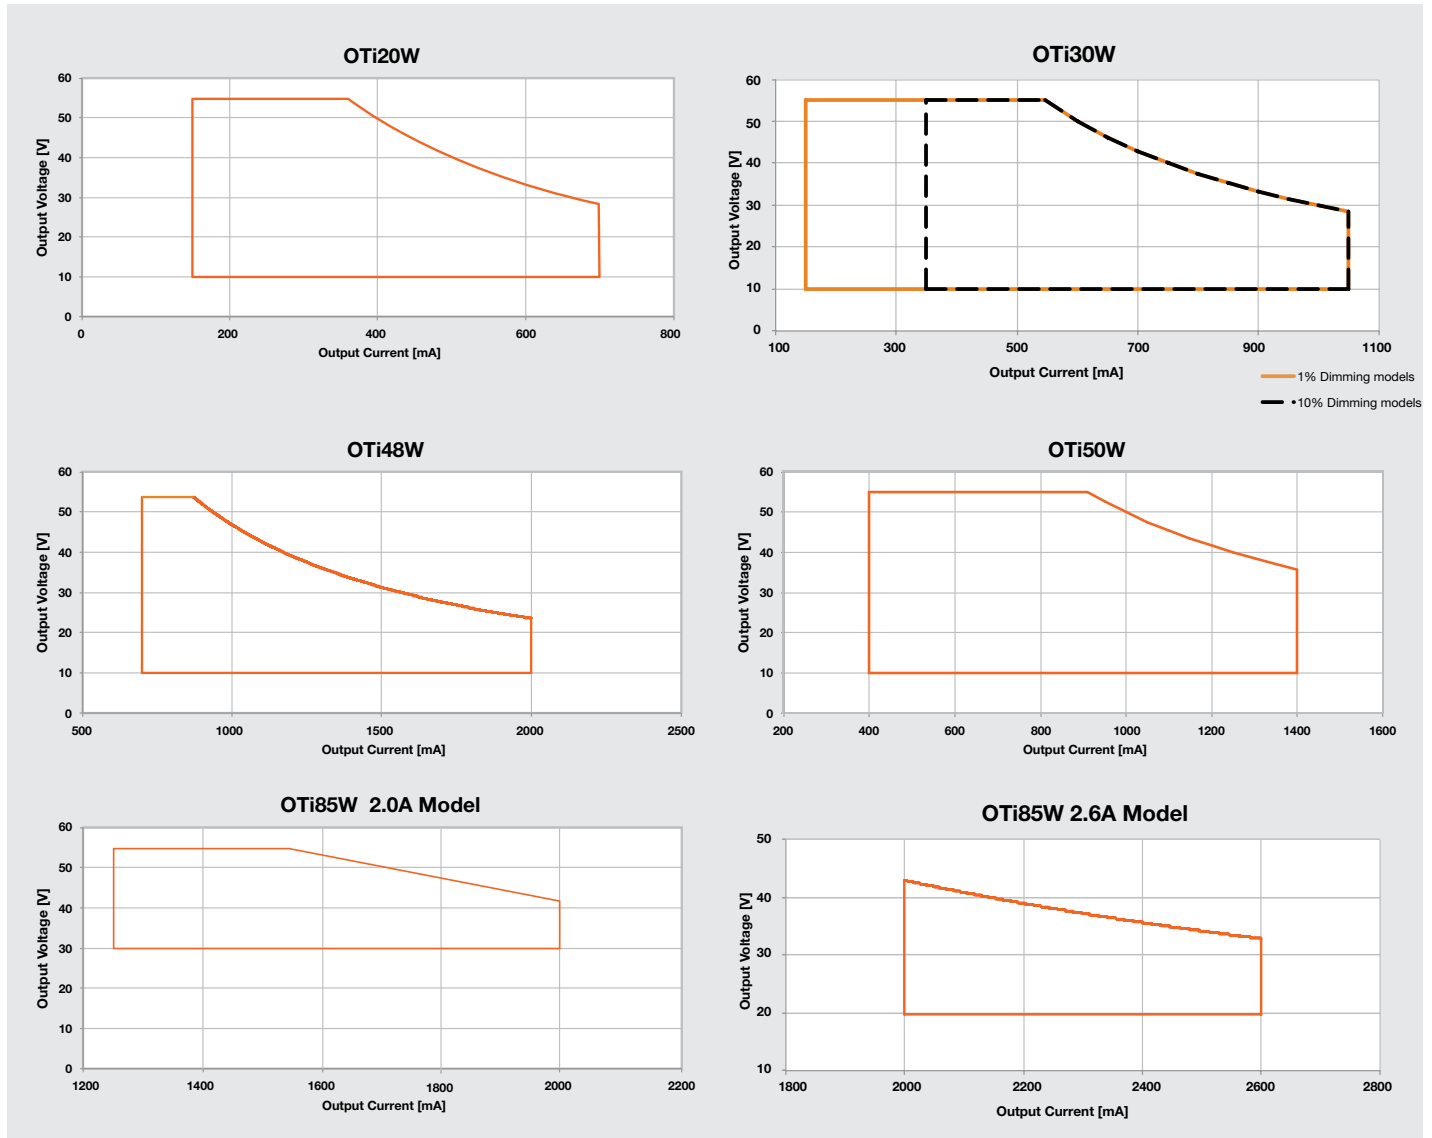 OTi20W
Output Voltage [V]
60
50
40
30
20
10
0
0 200 400 600 800
Output Current [mA]
OTi30W
Output Voltage [V]
60
50
40
30
20
10
0
100 300 500 700 900 1100
Output Current [mA]
1% Dimming models
10% Dimming models
OTi48W
Output Voltage [V]
60
50
40
30
20
10
0
500 1000 1500 2000 2500
Output Current [mA]
OTi50W
Output Voltage [V]
60
50
40
30
20
10
0
200 400 600 800 1000 1200 1400 1600
Output Current [mA]
OTi85W 2.0A Model
Output Voltage [V]
60
50
40
30
20
10
0
1200 1400 1600 1800 2000 2200
Output Current [mA]
OTi85W 2.6A Model
Output Voltage [V]
50
40
30
20
10
1800 2000 2200 2400 2600 2800
Output Current [mA]